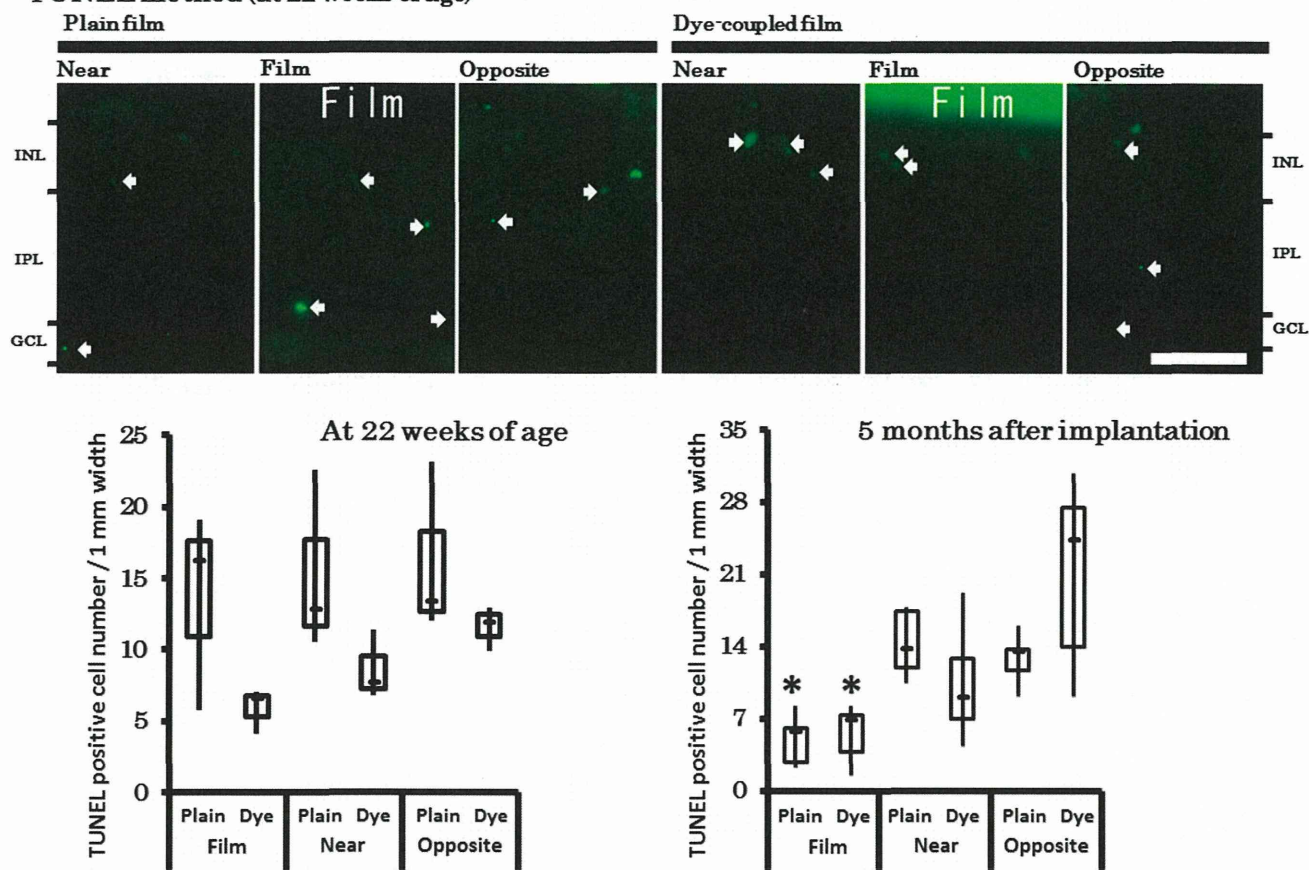 Plain film
Dye-coupled film
Near
Film
Opposite
Near
Film
Opposite
Film
Film
INL
IPL
GCL
INL
IPL
GCL
At 22 weeks of age
TUNEL positive cell number / 1 mm width
25
20
15
10
5
0
Plain Dye Plain Dye Plain Dye
Film Near Opposite
5 months after implantation
TUNEL positive cell number / 1 mm width
35
28
21
14
7
0
* *
Plain Dye Plain Dye Plain Dye
Film Near Opposite